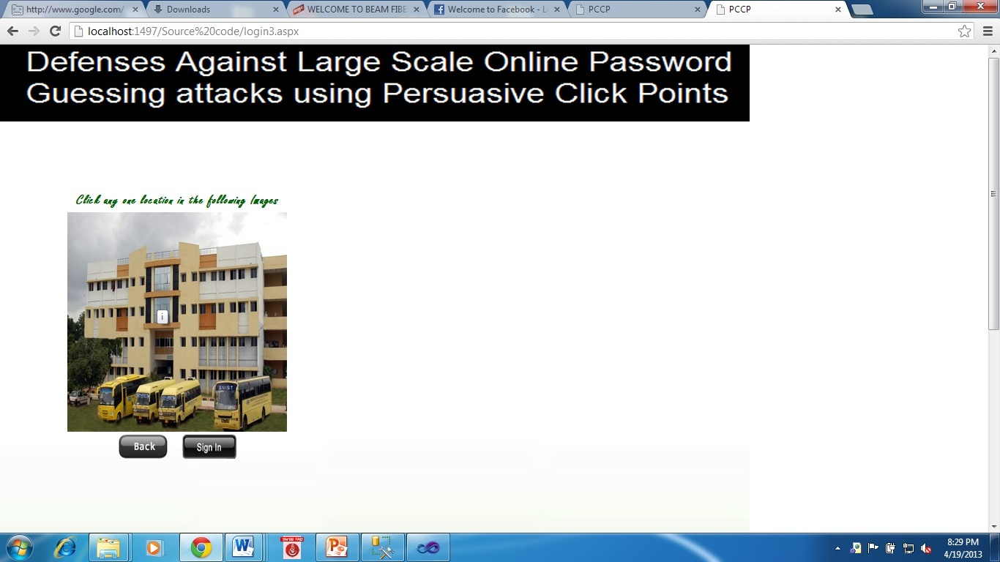 http://www.google.com/
Downloads
WELCOME TO BEAM FIBE
Welcome to Facebook - L
PCCP
PCCP
localhost:1497/Source%20code/login3.aspx
Defenses Against Large Scale Online Password
Guessing attacks using Persuasive Click Points
Click any one location in the following Images
i
SNIST
Back
Sign In
8:29 PM
4/19/2013